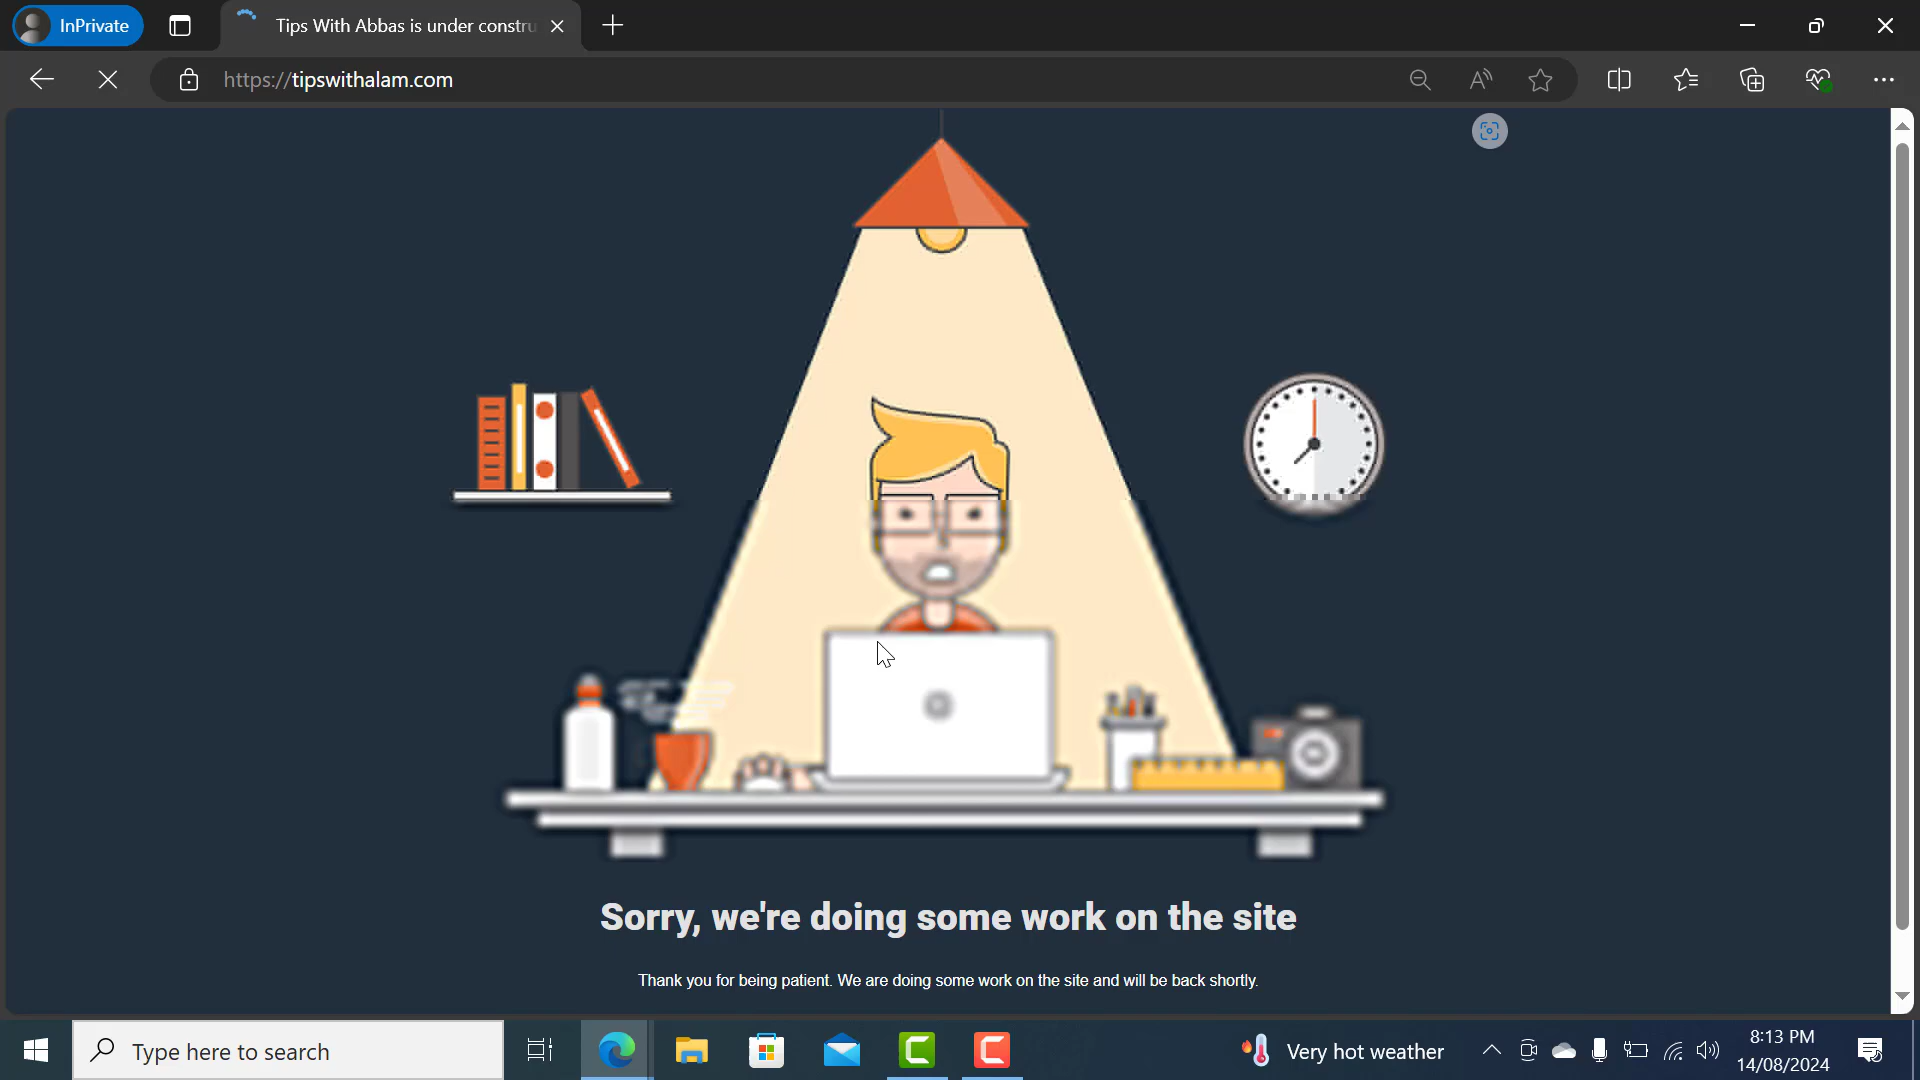 InPrivate
Tips With Abbas is under constru
https://tipswithalam.com
Sorry, we're doing some work on the site
Thank you for being patient. We are doing some work on the site and will be back shortly.
Type here to search
Very hot weather
8:13 PM
14/08/2024